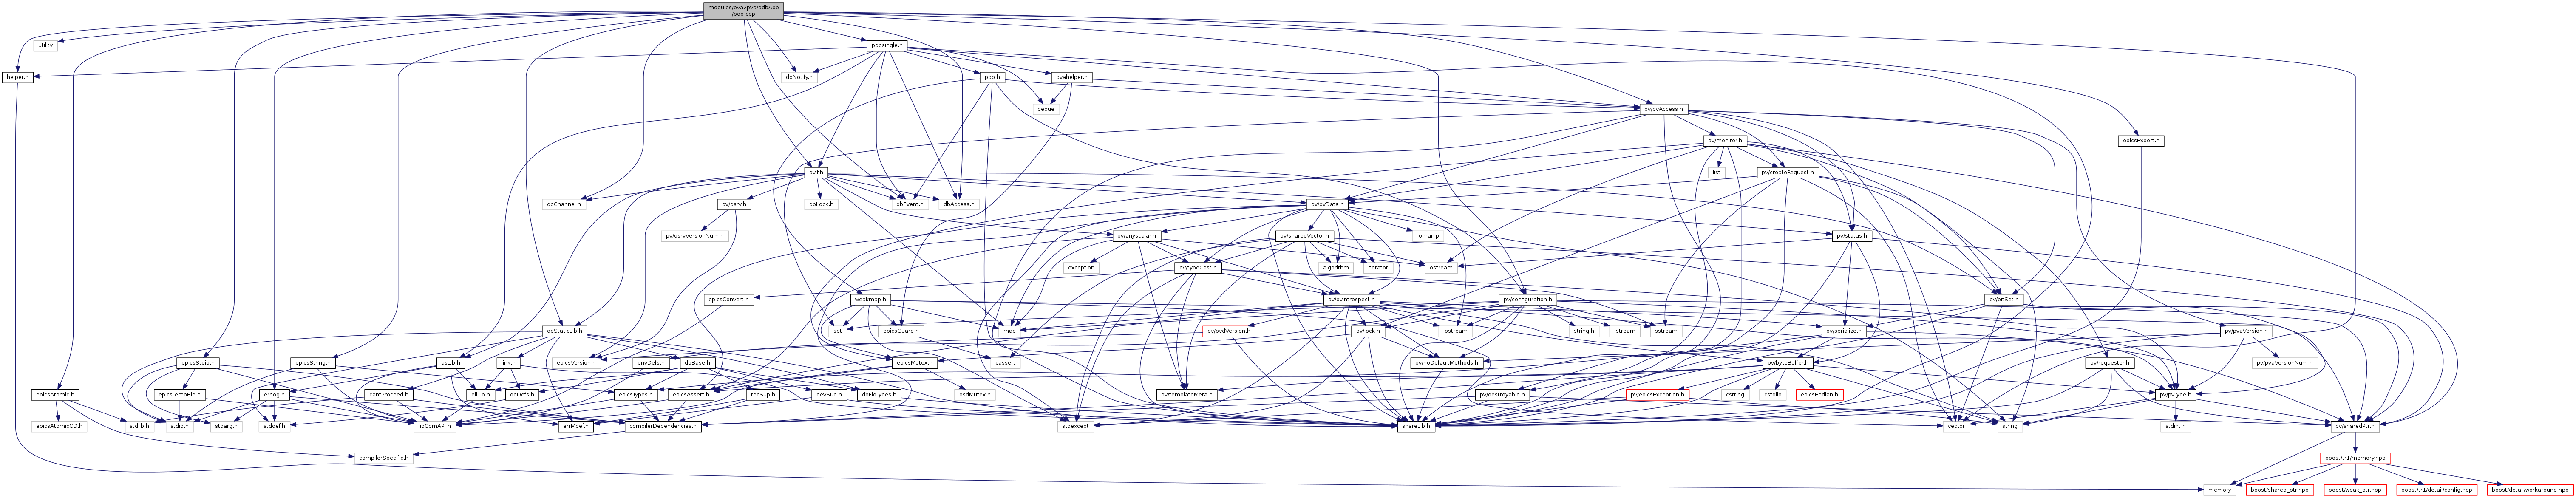 modules/pva2pva/pdbApp
/pdb.cpp
utility
pdbsingle.h
helper.h
dbNotify.h
pdb.h
pvahelper.h
deque
pv/pvAccess.h
pv/monitor.h
epicsExport.h
pvif.h
list
pv/createRequest.h
dbChannel.h
pv/qsrv.h
dbLock.h
dbEvent.h
dbAccess.h
pv/pvData.h
pv/qsrvVersionNum.h
pv/anyscalar.h
pv/sharedVector.h
iomanip
pv/status.h
exception
pv/typeCast.h
algorithm
iterator
ostream
epicsConvert.h
weakmap.h
pv/pvIntrospect.h
pv/configuration.h
pv/bitSet.h
dbStaticLib.h
epicsVersion.h
set
epicsGuard.h
map
pv/pvdVersion.h
pv/lock.h
iostream
string.h
fstream
sstream
pv/serialize.h
pv/pvaVersion.h
epicsStdio.h
epicsString.h
asLib.h
link.h
envDefs.h
dbBase.h
epicsMutex.h
cassert
pv/noDefaultMethods.h
pv/byteBuffer.h
pv/requester.h
pv/pvaVersionNum.h
epicsAtomic.h
epicsTempFile.h
errlog.h
cantProceed.h
ellLib.h
dbDefs.h
epicsTypes.h
epicsAssert.h
recSup.h
devSup.h
dbFldTypes.h
osdMutex.h
pv/templateMeta.h
pv/destroyable.h
pv/epicsException.h
cstring
cstdlib
epicsEndian.h
pv/pvType.h
epicsAtomicCD.h
stdlib.h
stdio.h
stdarg.h
stddef.h
libComAPI.h
errMdef.h
compilerDependencies.h
stdexcept
shareLib.h
vector
string
stdint.h
pv/sharedPtr.h
compilerSpecific.h
boost/tr1/memory.hpp
memory
boost/shared_ptr.hpp
boost/weak_ptr.hpp
boost/tr1/detail/config.hpp
boost/detail/workaround.hpp